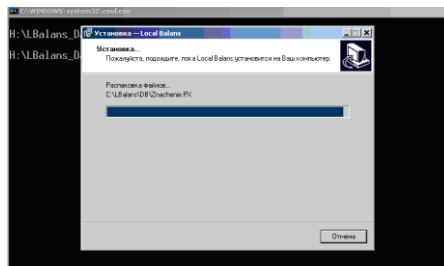 C:\WINDOWS\system32\cmd.exe
H:\LBalans_D
H:\LBalans_D
Установка — Local Balans
Установка...
Пожалуйста, подождите, пока Local Balans установится на Ваш компьютер.
Распаковка файлов...
C:\LBalans\DB\Znachenie.PX
Отмена